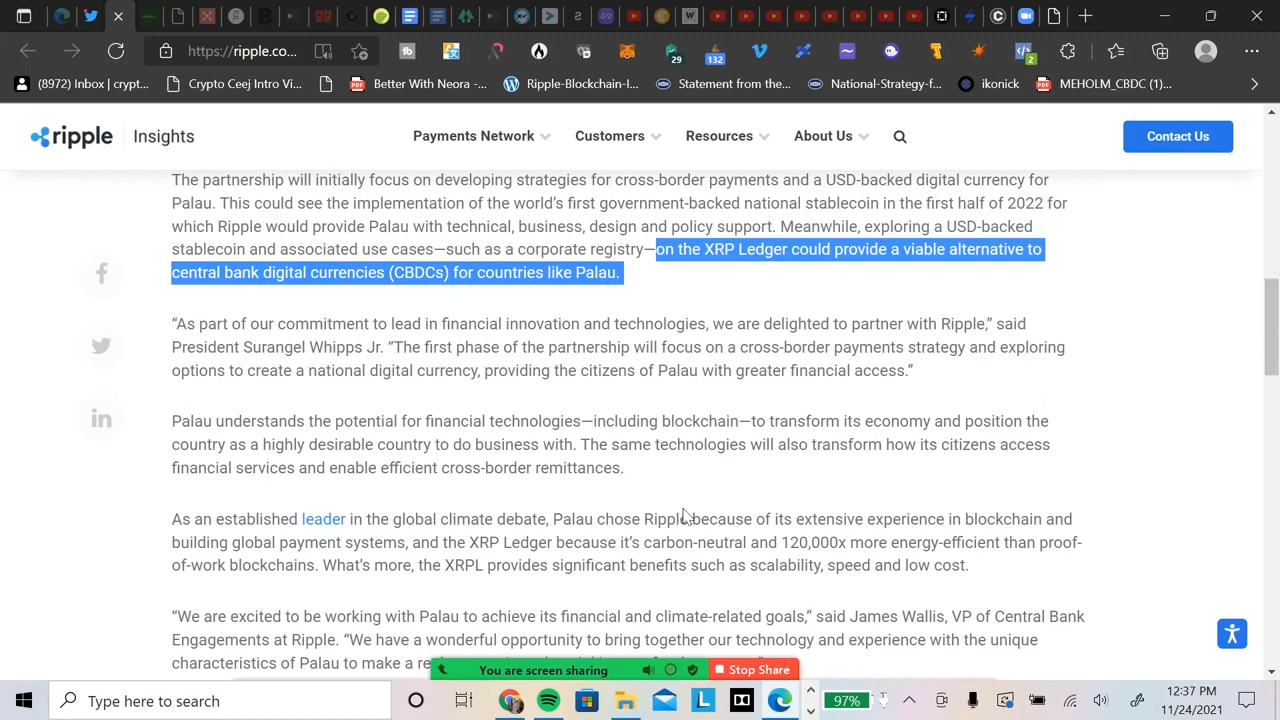 https://ripple.co...
29
132
2
(8972) Inbox | crypt...
Crypto Ceej Intro Vi...
Better With Neora -...
Ripple-Blockchain-I...
Statement from the...
National-Strategy-f...
ikonick
MEHOLM_CBDC (1)...
ripple
Insights
Payments Network
Customers
Resources
About Us
Contact Us
The partnership will initially focus on developing strategies for cross-border payments and a USD-backed digital currency for
Palau. This could see the implementation of the world’s first government-backed national stablecoin in the first half of 2022 for
which Ripple would provide Palau with technical, business, design and policy support. Meanwhile, exploring a USD-backed
stablecoin and associated use cases—such as a corporate registry—on the XRP Ledger could provide a viable alternative to
central bank digital currencies (CBDCs) for countries like Palau.
“As part of our commitment to lead in financial innovation and technologies, we are delighted to partner with Ripple,” said
President Surangel Whipps Jr. “The first phase of the partnership will focus on a cross-border payments strategy and exploring
options to create a national digital currency, providing the citizens of Palau with greater financial access.”
Palau understands the potential for financial technologies—including blockchain—to transform its economy and position the
country as a highly desirable country to do business with. The same technologies will also transform how its citizens access
financial services and enable efficient cross-border remittances.
As an established leader in the global climate debate, Palau chose Ripple because of its extensive experience in blockchain and
building global payment systems, and the XRP Ledger because it’s carbon-neutral and 120,000x more energy-efficient than proof-
of-work blockchains. What’s more, the XRPL provides significant benefits such as scalability, speed and low cost.
“We are excited to be working with Palau to achieve its financial and climate-related goals,” said James Wallis, VP of Central Bank
Engagements at Ripple. “We have a wonderful opportunity to bring together our technology and experience with the unique
characteristics of Palau to make a
You are screen sharing
Stop Share
Type here to search
97%
12:37 PM
11/24/2021